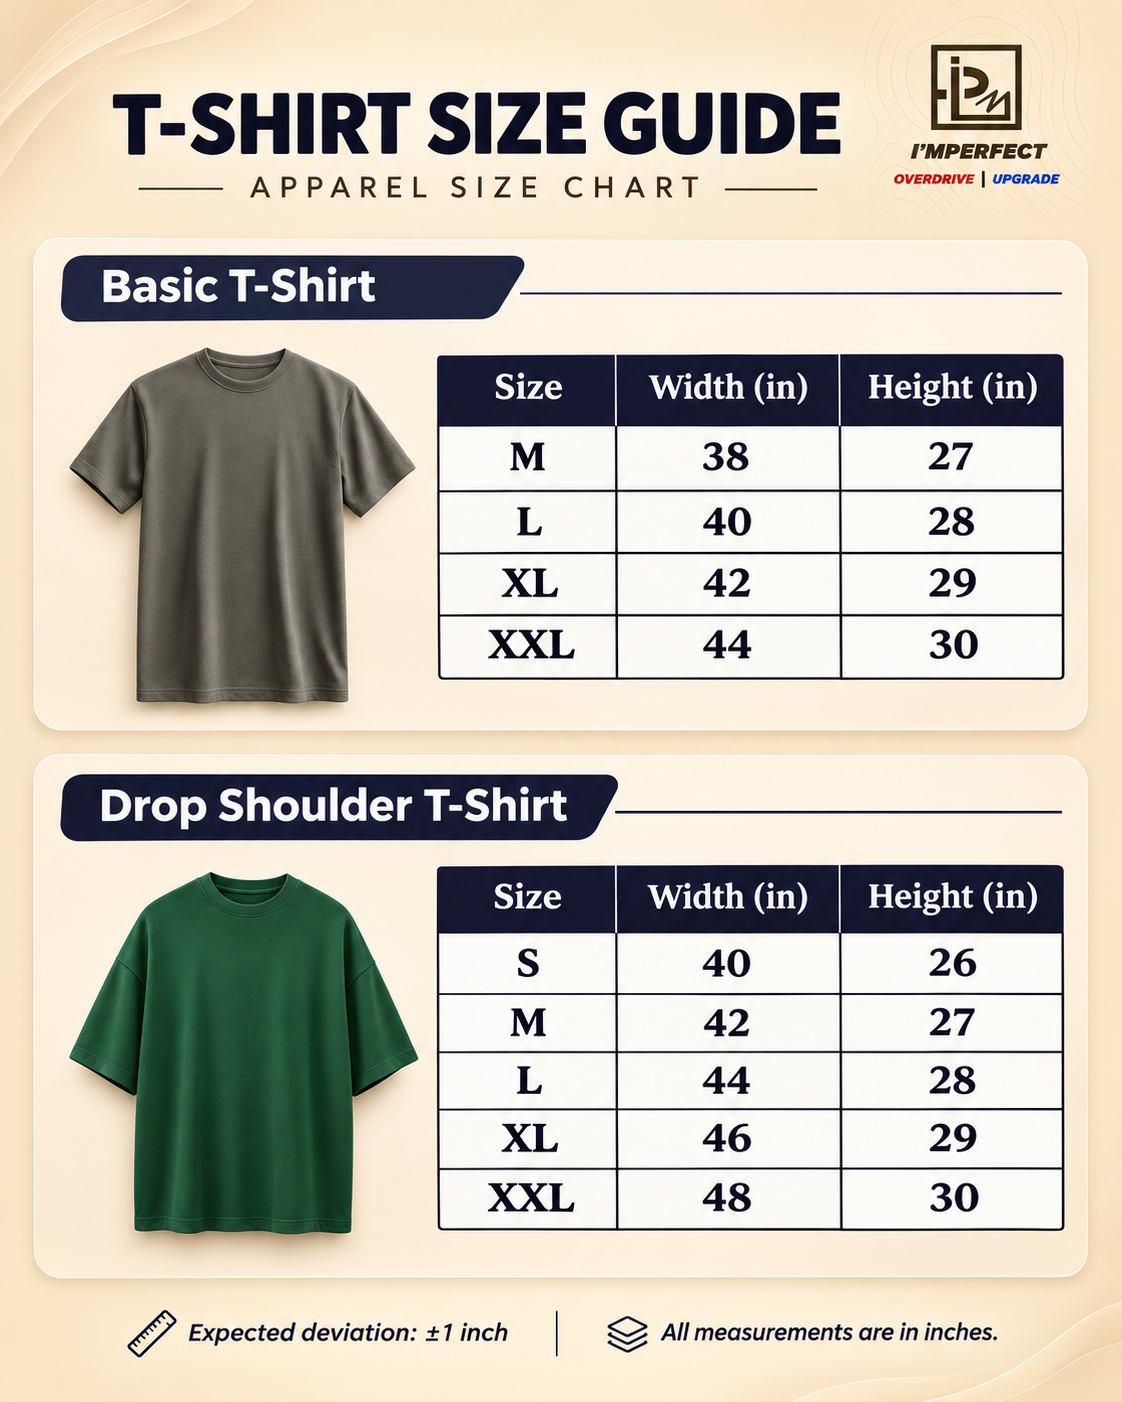 T-SHIRT SIZE GUIDE
APPAREL SIZE CHART
I'MPERFECT
OVERDRIVE | UPGRADE
Basic T-Shirt
Size Width (in) Height (in)
M 38 27
L 40 28
XL 42 29
XXL 44 30
Drop Shoulder T-Shirt
Size Width (in) Height (in)
S 40 26
M 42 27
L 44 28
XL 46 29
XXL 48 30
Expected deviation: ±1 inch
All measurements are in inches.